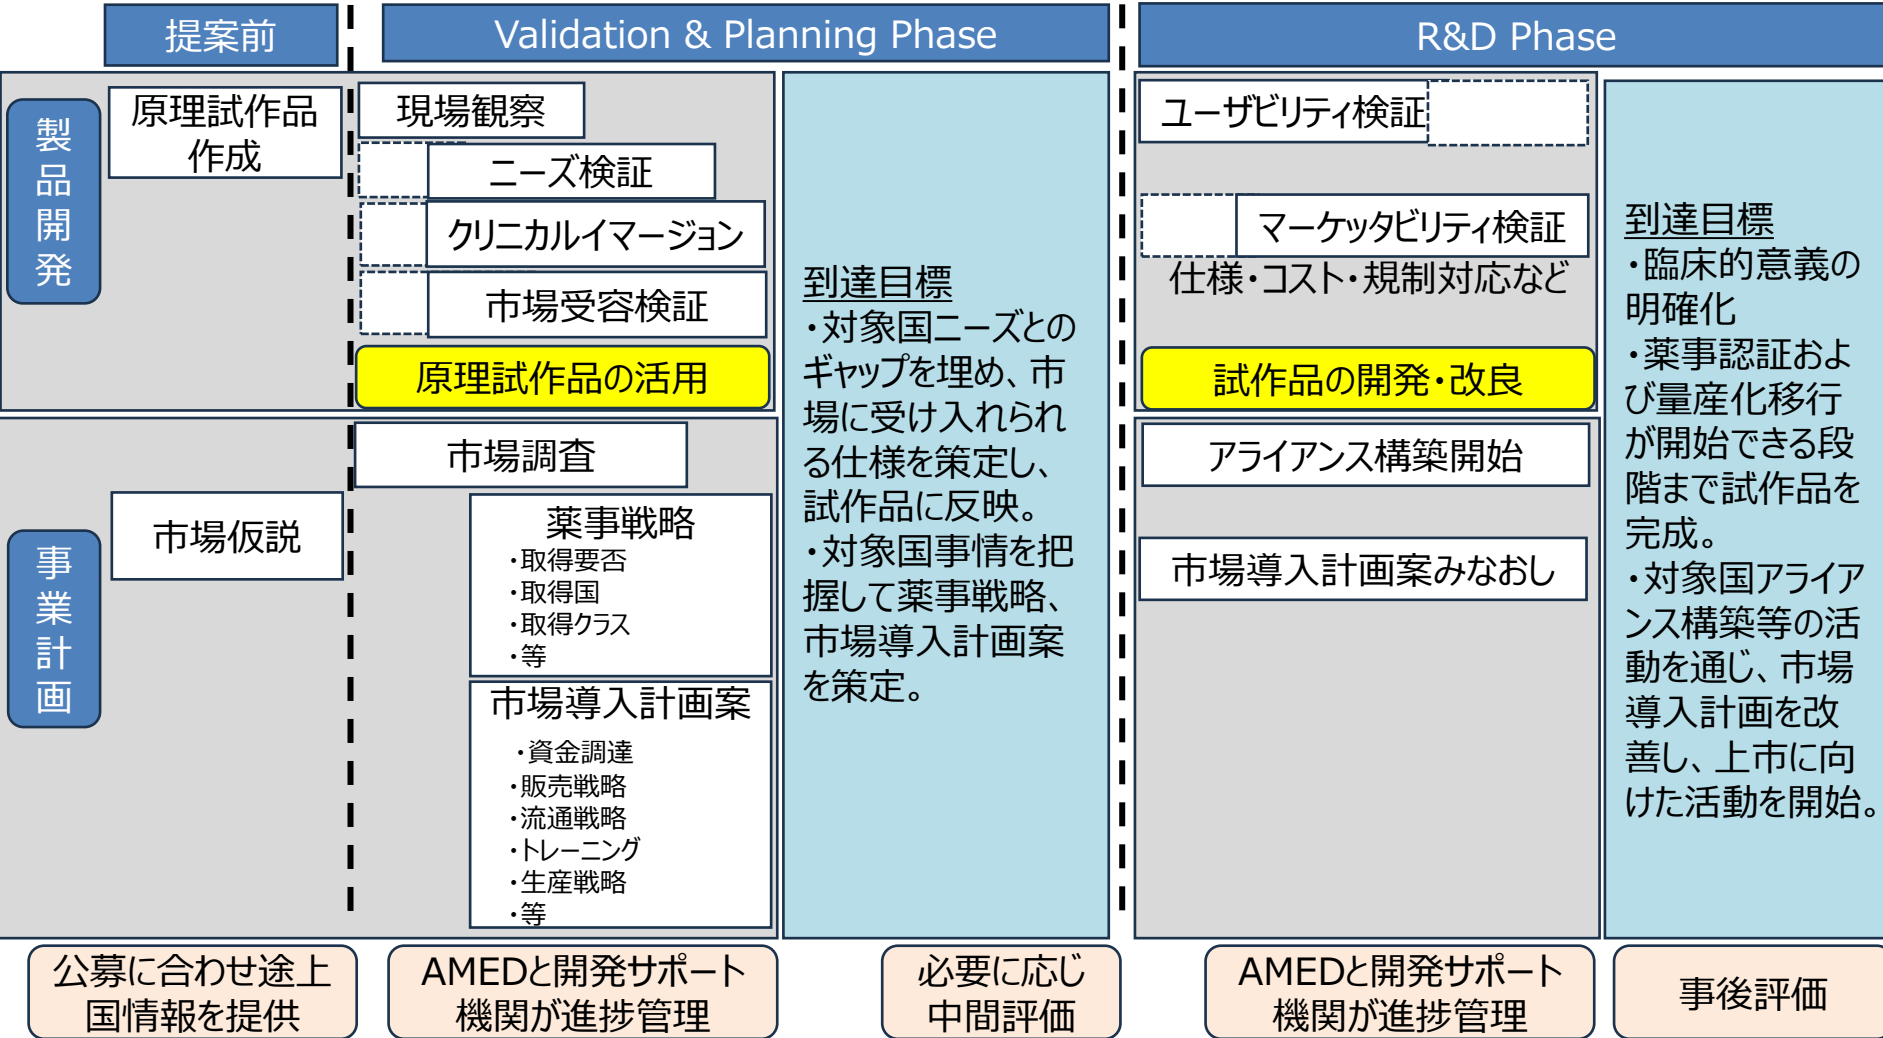 提案前
Validation & Planning Phase
R&D Phase
製品開発
原理試作品
作成
現場観察
ニーズ検証
クリニカルイマージョン
市場受容検証
原理試作品の活用
到達目標
・対象国ニーズとの
ギャップを埋め、市
場に受け入れられ
る仕様を策定し、
試作品に反映。
・対象国事情を把
握して薬事戦略、
市場導入計画案
を策定。
ユーザビリティ検証
マーケッタビリティ検証
仕様・コスト・規制対応など
試作品の開発・改良
到達目標
・臨床的意義の
明確化
・薬事認証およ
び量産化移行
が開始できる段
階まで試作品を
完成。
・対象国アライア
ンス構築等の活
動を通じ、市場
導入計画を改
善し、上市に向
けた活動を開始。
事業計画
市場仮説
市場調査
薬事戦略
・取得要否
・取得国
・取得クラス
・等
市場導入計画案
・資金調達
・販売戦略
・流通戦略
・トレーニング
・生産戦略
・等
アライアンス構築開始
市場導入計画案みなおし
公募に合わせ途上
国情報を提供
AMEDと開発サポート
機関が進捗管理
必要に応じ
中間評価
AMEDと開発サポート
機関が進捗管理
事後評価